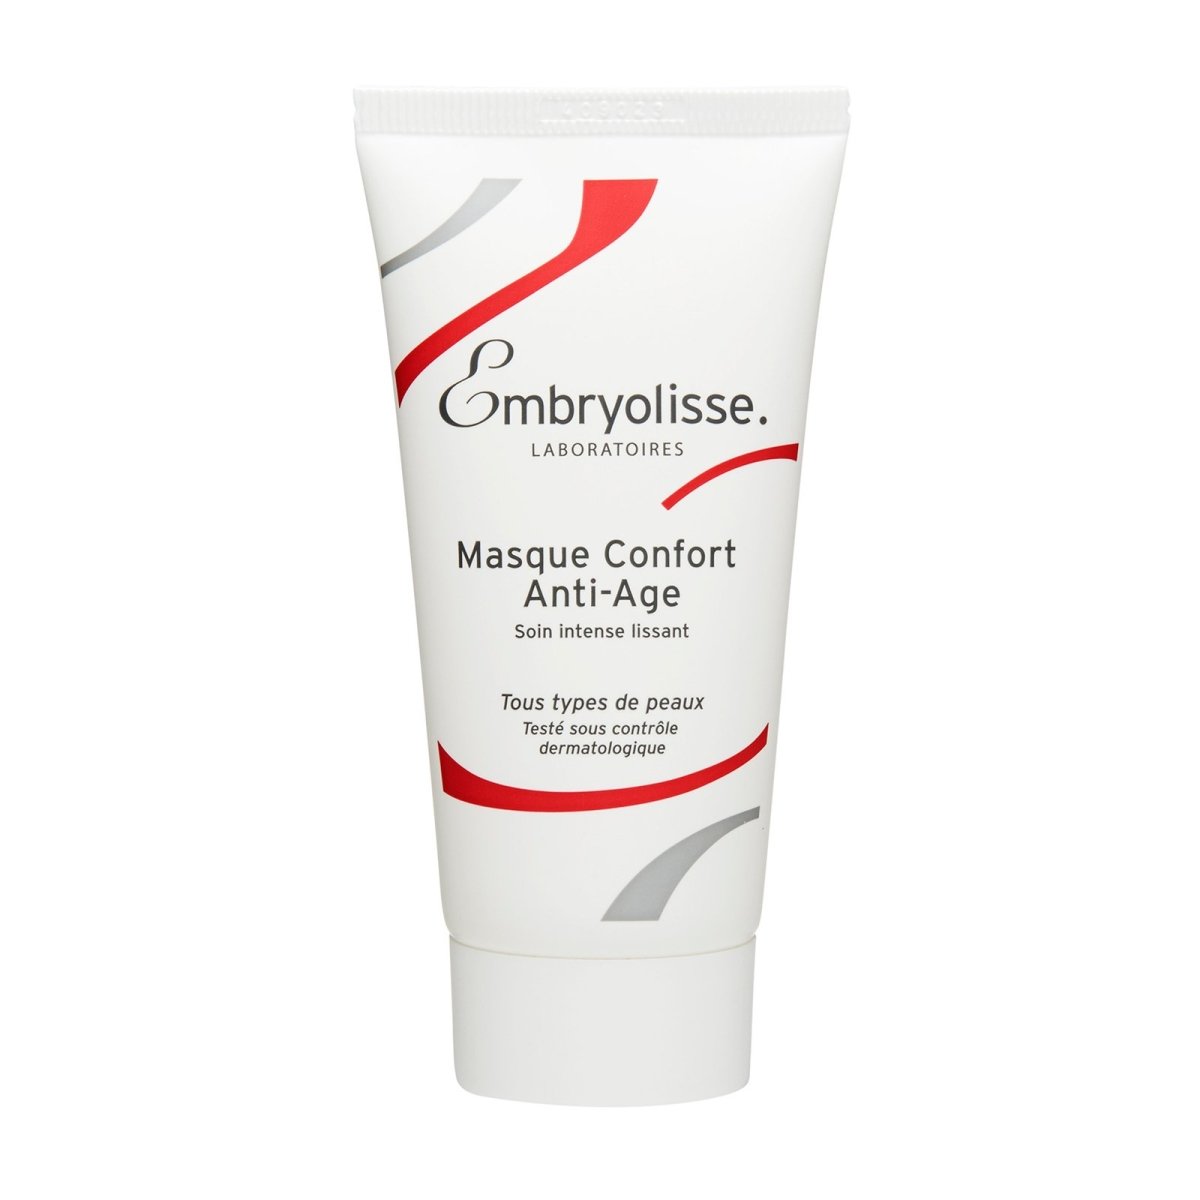 Embryolisse.
LABORATOIRES
Masque Confort
Anti-Age
Soin intense lissant
Tous types de peaux
Testé sous contrôle
dermatologique